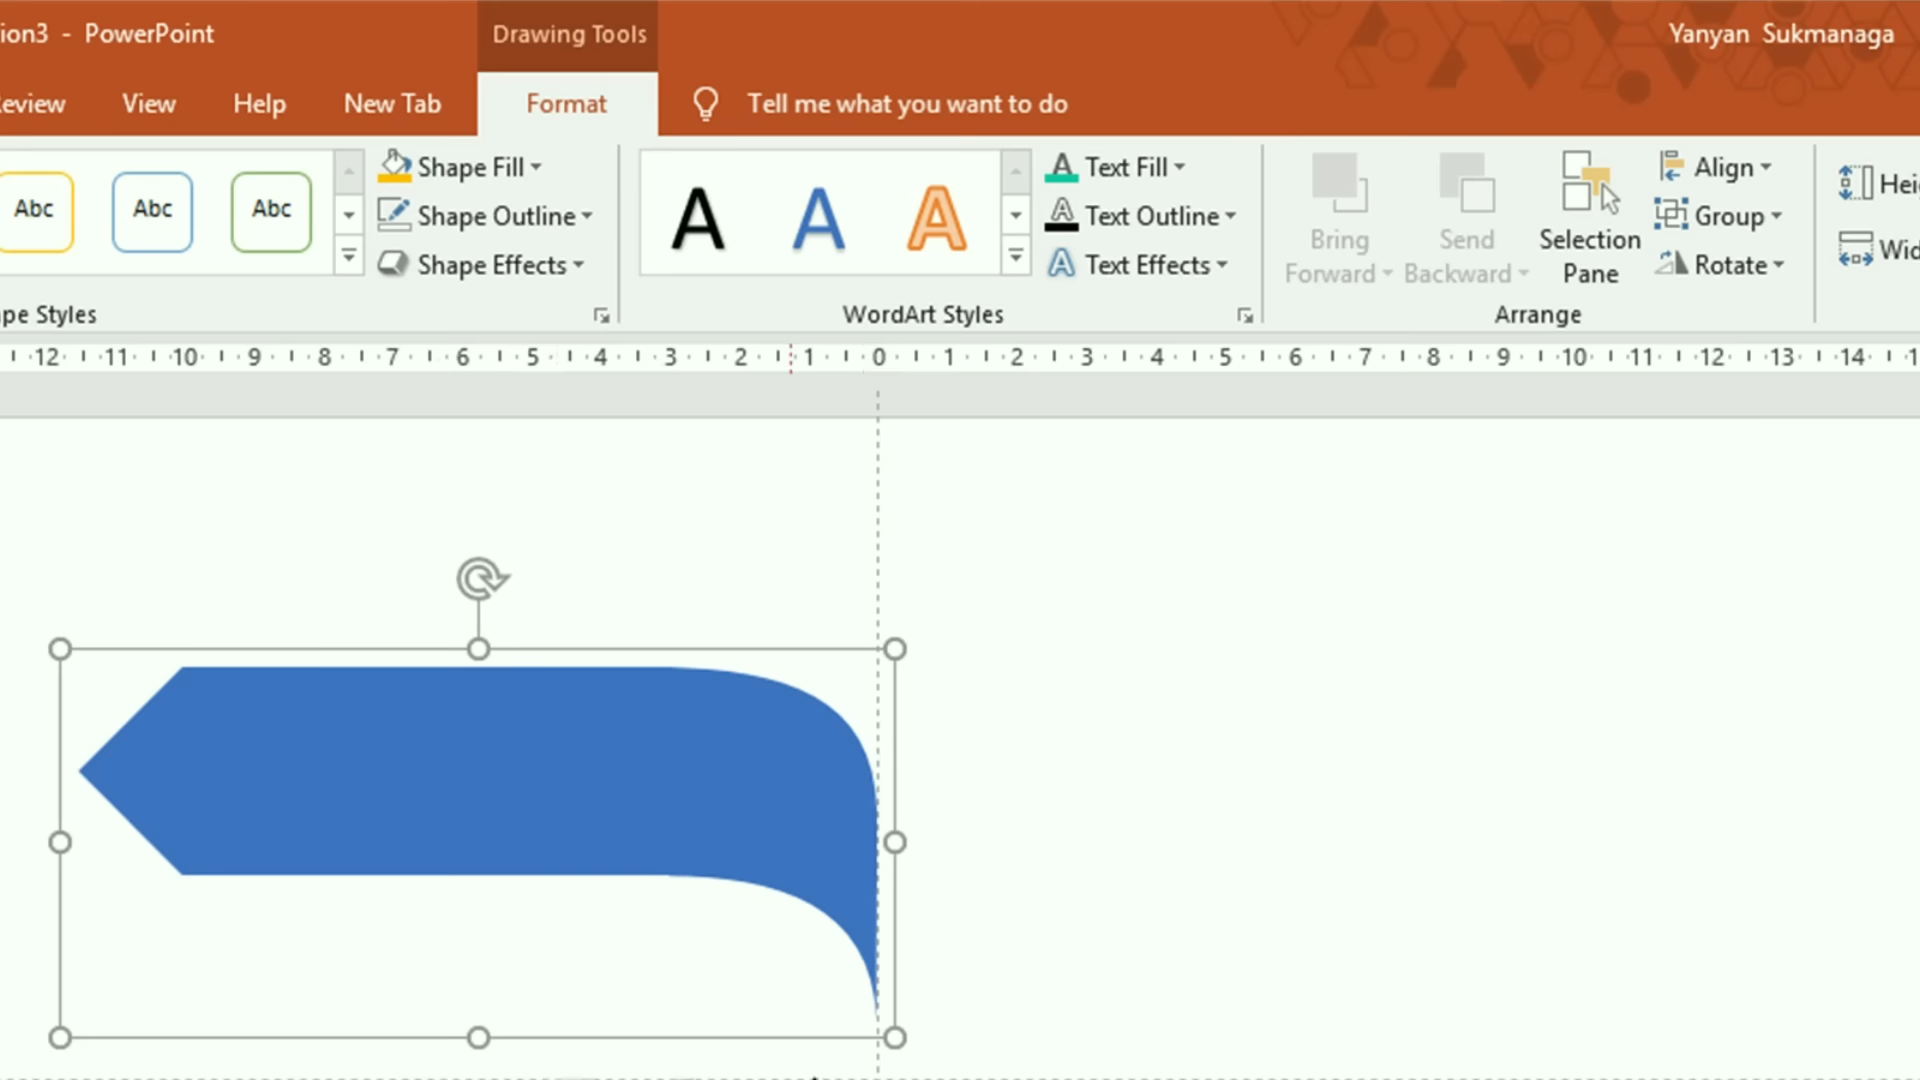 ion3 - PowerPoint
Drawing Tools
Yanyan Sukmanaga
eview
View
Help
New Tab
Format
Tell me what you want to do
Abc
Abc
Abc
Shape Fill
Shape Outline
Shape Effects
A
A
A
Text Fill
Text Outline
Text Effects
Bring
Forward
Send
Backward
Selection
Pane
Align
Group
Rotate
Hei
Wid
pe Styles
WordArt Styles
Arrange
12 11 10 9 8 7 6 5 4 3 2 1 0 1 2 3 4 5 6 7 8 9 10 11 12 13 14 1